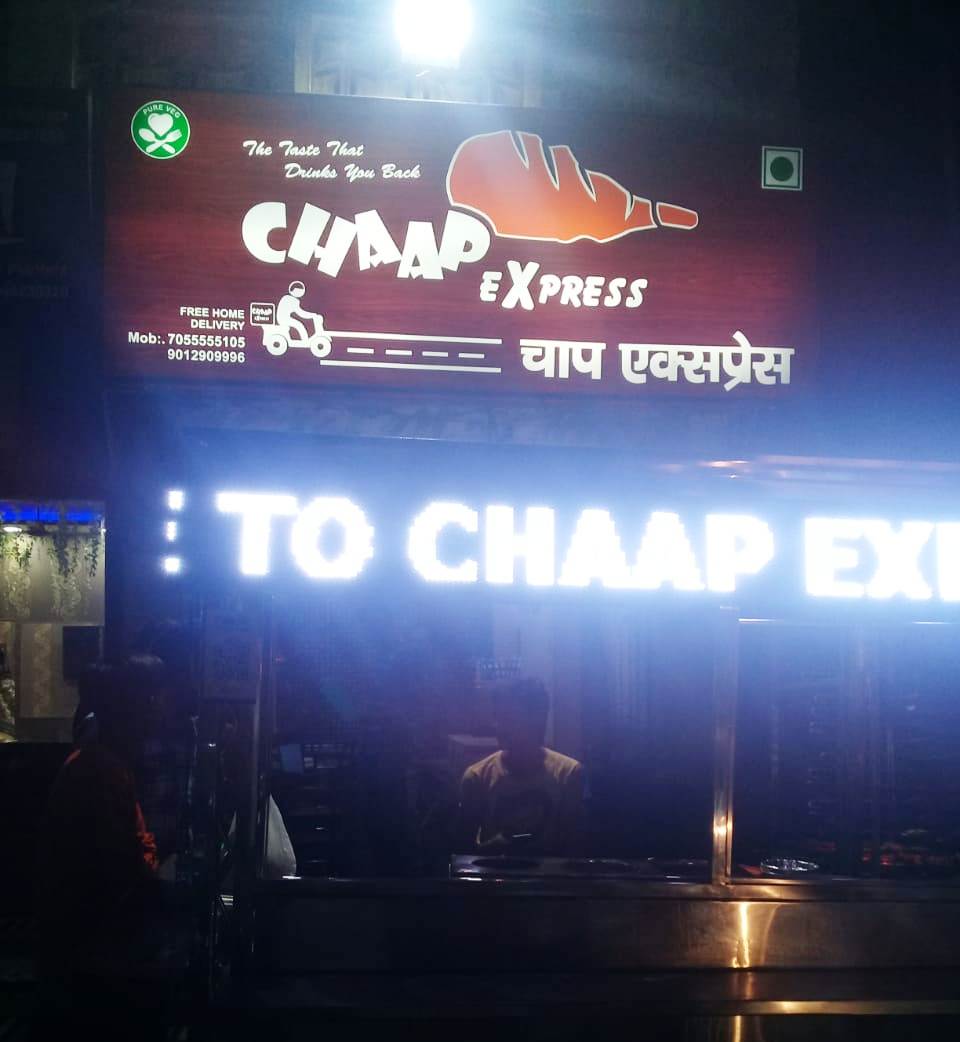 PURE VEG
The Taste That
Drinks You Back
CHAAP
EXPRESS
FREE HOME
DELIVERY
Mob:. 7055555105
9012909996
चाप एक्सप्रेस
TO CHAAP